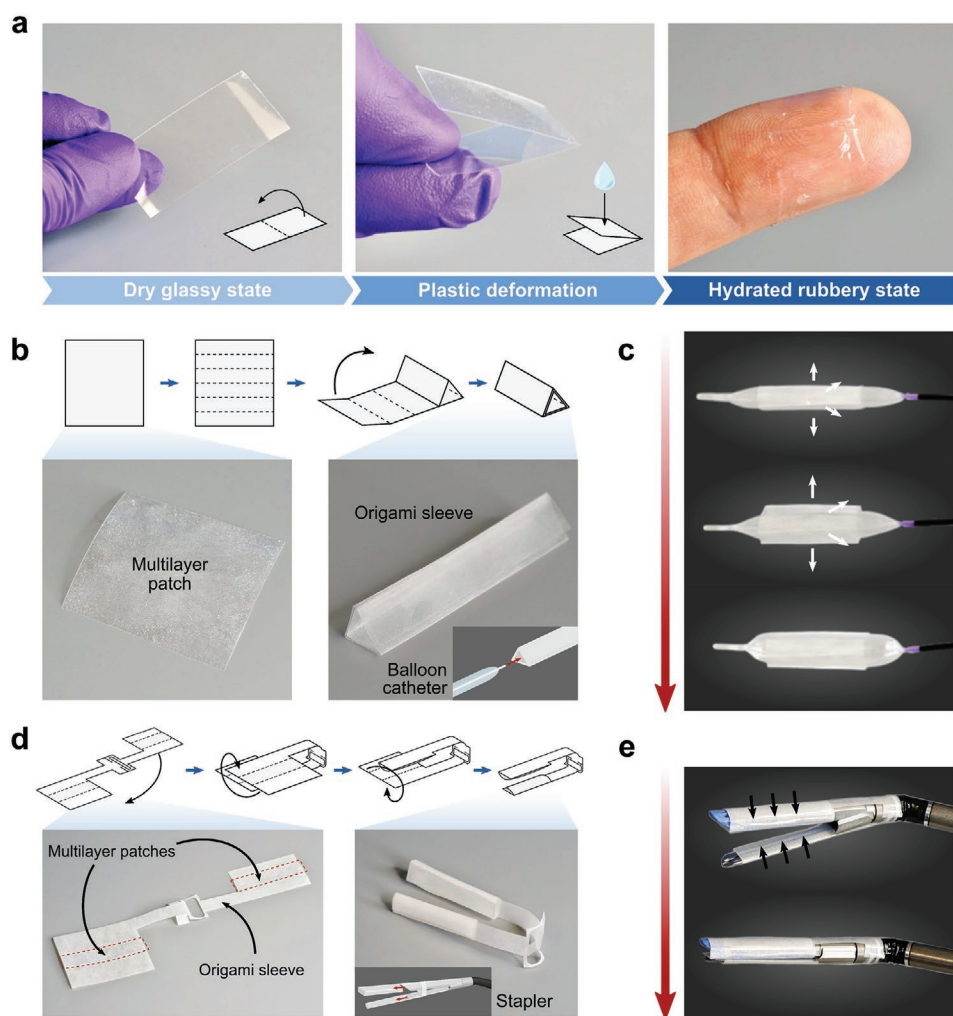 a
Dry glassy state
Plastic deformation
Hydrated rubbery state
b
Multilayer
patch
Origami sleeve
Balloon
catheter
c
d
Multilayer patches
Origami sleeve
Stapler
e